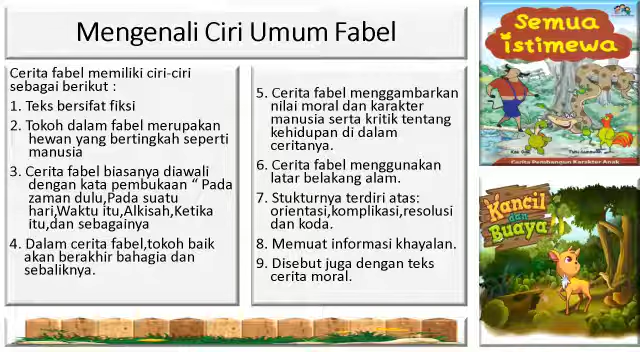 Mengenali Ciri Umum Fabel
Cerita fabel memiliki ciri-ciri
sebagai berikut :
1. Teks bersifat fiksi
2. Tokoh dalam fabel merupakan
hewan yang bertingkah seperti
manusia
3. Cerita fabel biasanya diawali
dengan kata pembukaan “ Pada
zaman dulu,Pada suatu
hari,Waktu itu,Alkisah,Ketika
itu,dan sebagainya
4. Dalam cerita fabel,tokoh baik
akan berakhir bahagia dan
sebaliknya.
5. Cerita fabel menggambarkan
nilai moral dan karakter
manusia serta kritik tentang
kehidupan di dalam
ceritanya.
6. Cerita fabel menggunakan
latar belakang alam.
7. Stukturnya terdiri atas:
orientasi,komplikasi,resolusi
dan koda.
8. Memuat informasi khayalan.
9. Disebut juga dengan teks
cerita moral.
Semua
istimewa
Cerita Pembangun Karakter Anak
Kancil
dan
Buaya